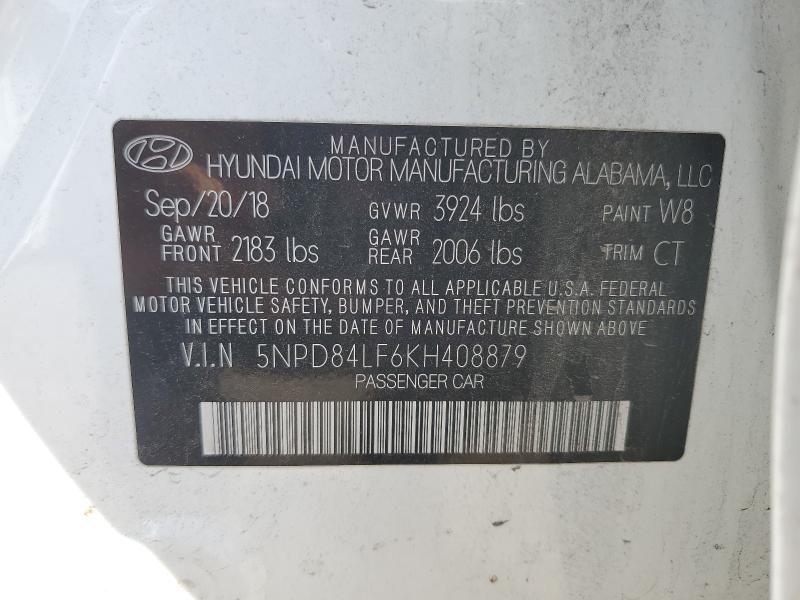 MANUFACTURED BY
HYUNDAI MOTOR MANUFACTURING ALABAMA, LLC
Sep/20/18 GVWR 3924 lbs PAINT W8
GAWR FRONT 2183 lbs GAWR REAR 2006 lbs TRIM CT
THIS VEHICLE CONFORMS TO ALL APPLICABLE U.S.A. FEDERAL
MOTOR VEHICLE SAFETY, BUMPER, AND THEFT PREVENTION STANDARDS
IN EFFECT ON THE DATE OF MANUFACTURE SHOWN ABOVE
V.I.N 5NPD84LF6KH408879
PASSENGER CAR